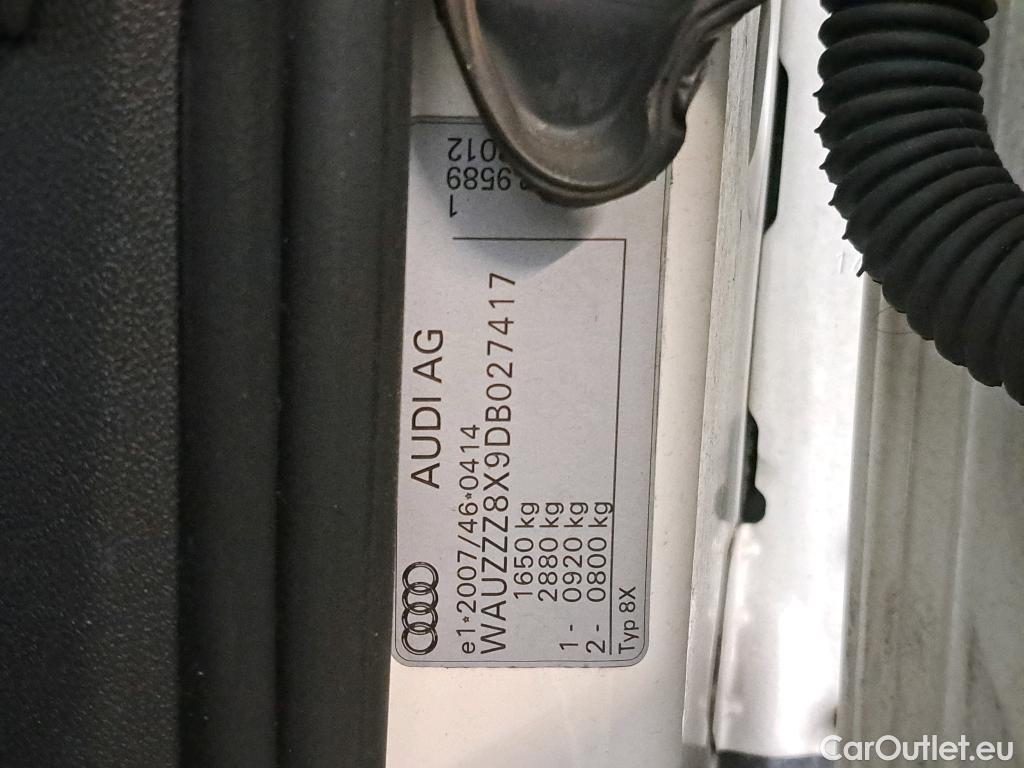 AUDI AG
e1*2007/46*0414
WAUZZZ8X9DB027417
1650 kg
2880 kg
1- 0920 kg
2- 0800 kg
Typ 8X
9589
2012
CarOutlet.eu